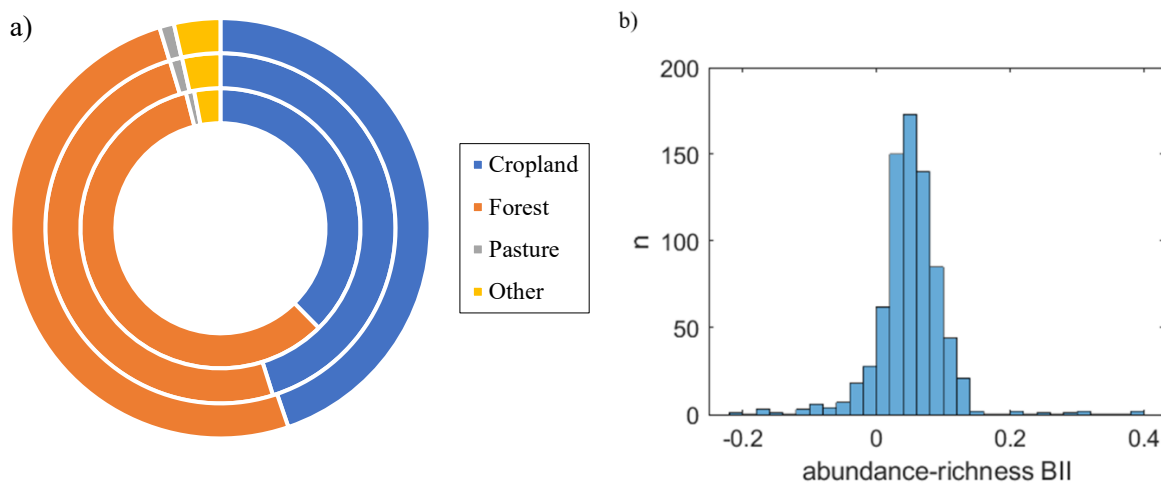 a)
Cropland
Forest
Pasture
Other
b)
200
150
100
50
0
n
-0.2 0 0.2 0.4
abundance-richness BII